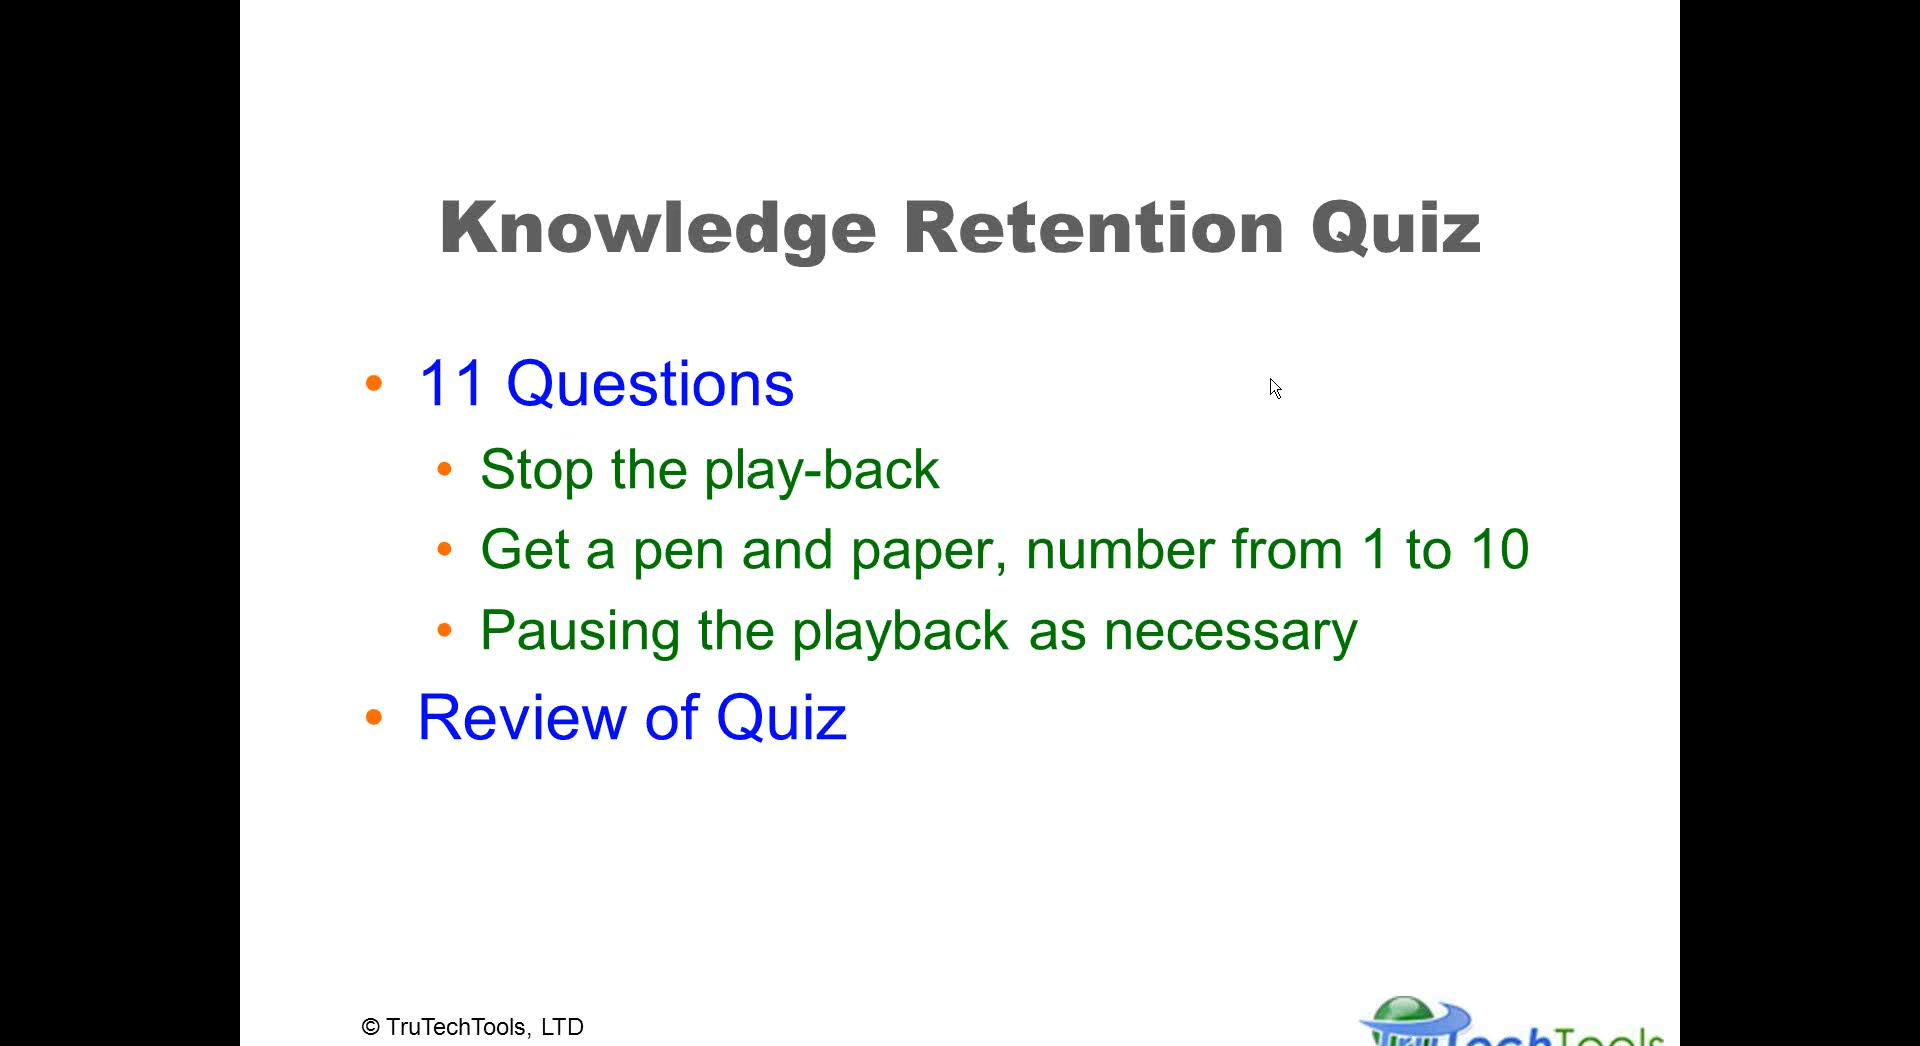 Knowledge Retention Quiz
• 11 Questions
• Stop the play-back
• Get a pen and paper, number from 1 to 10
• Pausing the playback as necessary
• Review of Quiz
© TruTechTools, LTD
TechTools